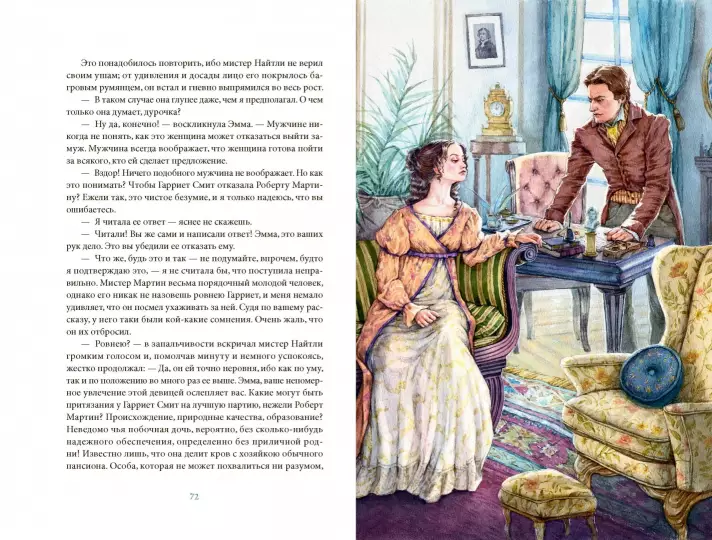 Это понадобилось повторить, ибо мистер Найтли не верил
своим ушам; от удивления и досады лицо его покрылось ба-
гровым румянцем, он встал и гневно выпрямился во весь рост.
— В таком случае она глупее даже, чем я предполагал. О чем
только она думает, дурочка?
— Ну да, конечно! — воскликнула Эмма. — Мужчине ни-
когда не понять, как это женщина может отказаться выйти за-
муж. Мужчина всегда воображает, что женщина готова пойти
за всякого, кто ей сделает предложение.
— Вздор! Ничего подобного мужчина не воображает. Но как
это понимать? Чтобы Гарриет Смит отказала Роберту Марти-
ну? Ежели так, это чистое безумие, и я только надеюсь, что вы
ошибаетесь.
— Я читала ее ответ — яснее не скажешь.
— Читали! Вы же сами и написали ответ! Эмма, это ваших
рук дело. Это вы убедили ее отказать ему.
— Что же, будь это и так — не подумайте, впрочем, будто
я подтверждаю это, — я не считала бы, что поступила непра-
вильно. Мистер Мартин весьма порядочный молодой человек,
однако его никак не назовешь ровнею Гарриет, и меня немало
удивляет, что он посмел ухаживать за ней. Судя по вашему рас-
сказу, у него таки были кой-какие сомнения. Очень жаль, что
он их отбросил.
— Ровнею? — в запальчивости вскричал мистер Найтли
громким голосом и, помолчав минуту и немного успокоясь,
жестко продолжал: — Да, он ей точно неровня, ибо как по уму,
так и по положению во много раз ее выше. Эмма, ваше непомер-
ное увлечение этой девицей ослепляет вас. Какие могут быть
притязания у Гарриет Смит на лучшую партию, нежели Роберт
Мартин? Происхождение, природные качества, образование?
Неведомо чья побочная дочь, вероятно, без сколько-нибудь
надежного обеспечения, определенно без приличной род-
ни! Известно лишь, что она делит кров с хозяйкою обычного
пансиона. Особа, которая не может похвалиться ни разумом,
72